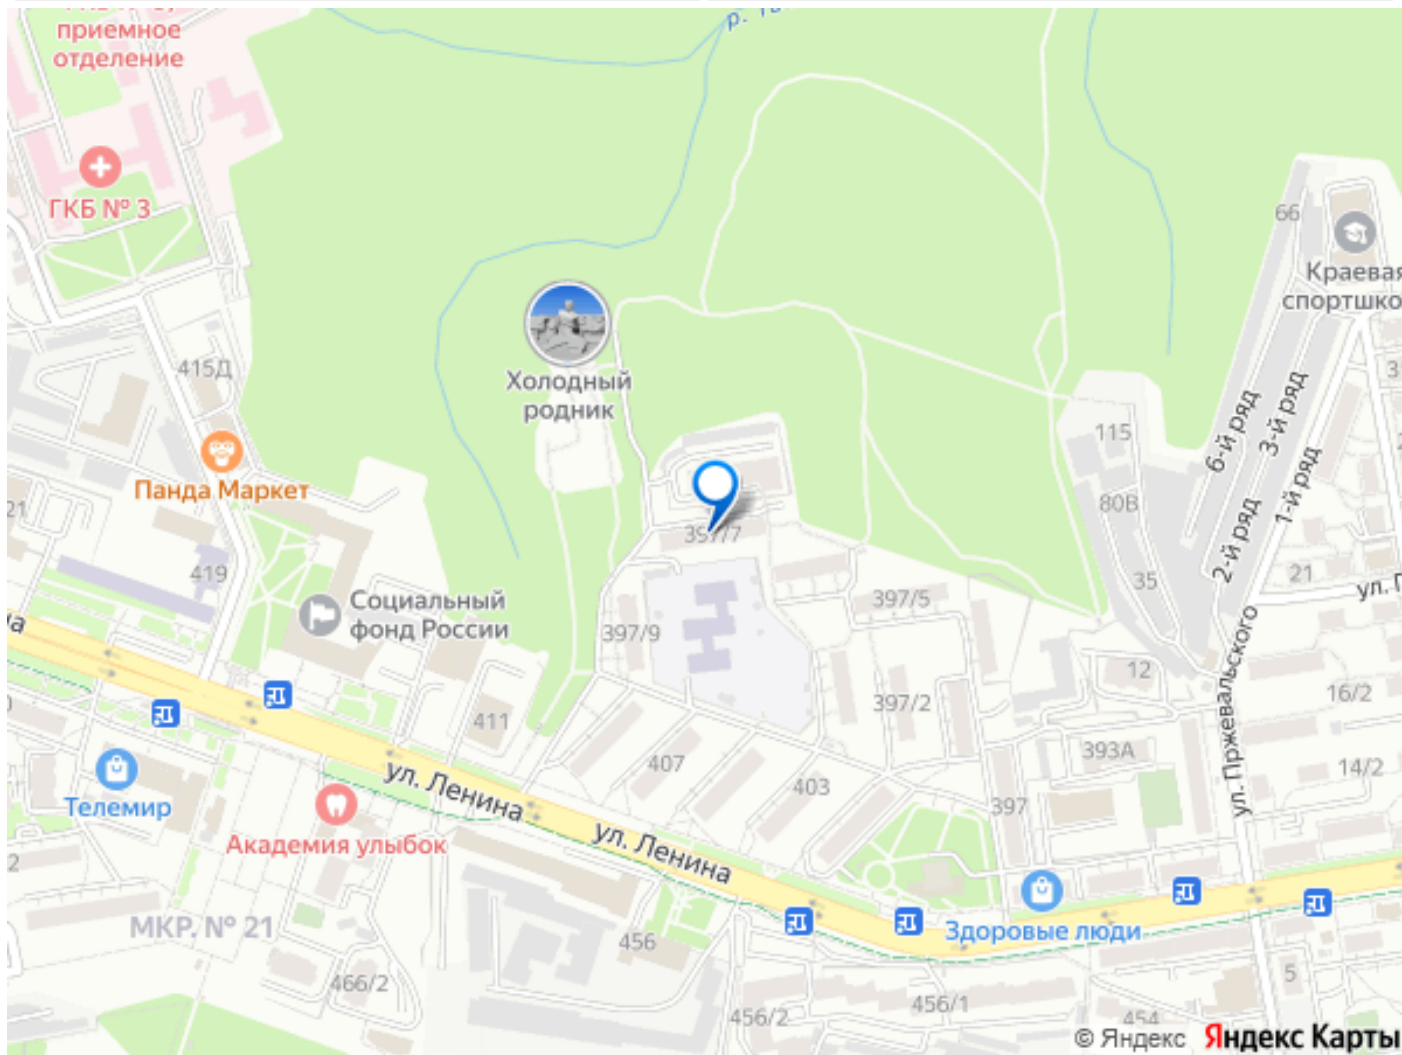 приемное
отделение
ГКБ № 3
66
Краевая
спортшко
415Д
Холодный
родник
Панда Маркет
6-й ряд
3-й ряд
1-й ряд
2-й ряд
115
80В
35
21
21
419
397/5
397/9
Социальный
фонд России
12
397/2
411
ул. Пржевальского
16/2
393А
407
403
14/2
397
Телемир
ул. Ленина
ул. Ленина
Академия улыбок
МКР. № 21
456
Здоровые люди
466/2
5
456/1
456/2
454
© Яндекс Яндекс Карты